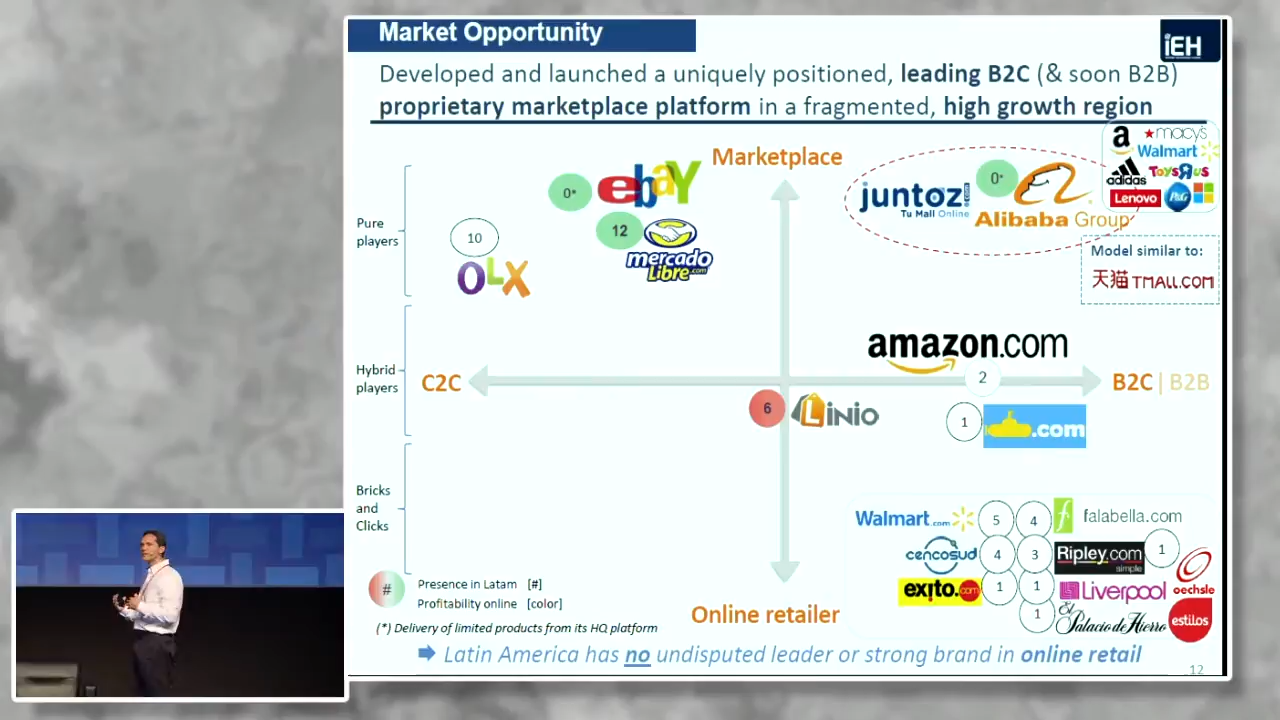 Market Opportunity
iEH
Developed and launched a uniquely positioned, leading B2C (& soon B2B)
proprietary marketplace platform in a fragmented, high growth region
Marketplace
a
macy's
Walmart
adidas
ToysRUs
Lenovo
P&G
Pure
players
10
OLX
0*
ebay
12
mercado
Libre.com
juntoz.com
Tu Mall Online
0*
Alibaba Group
Model similar to:
天猫 TMALL.COM
Hybrid
players
C2C
amazon.com
2
B2C | B2B
6
Linio
1
.com
Bricks
and
Clicks
Walmart.com
5
4
f falabella.com
cencosud
4
3
Ripley.com
simple
1
exito.com
1
1
Liverpool
oechsle
1
El Palacio de Hierro
estilos
#
Presence in Latam [#]
Profitability online [color]
(*) Delivery of limited products from its HQ platform
Online retailer
Latin America has no undisputed leader or strong brand in online retail
12